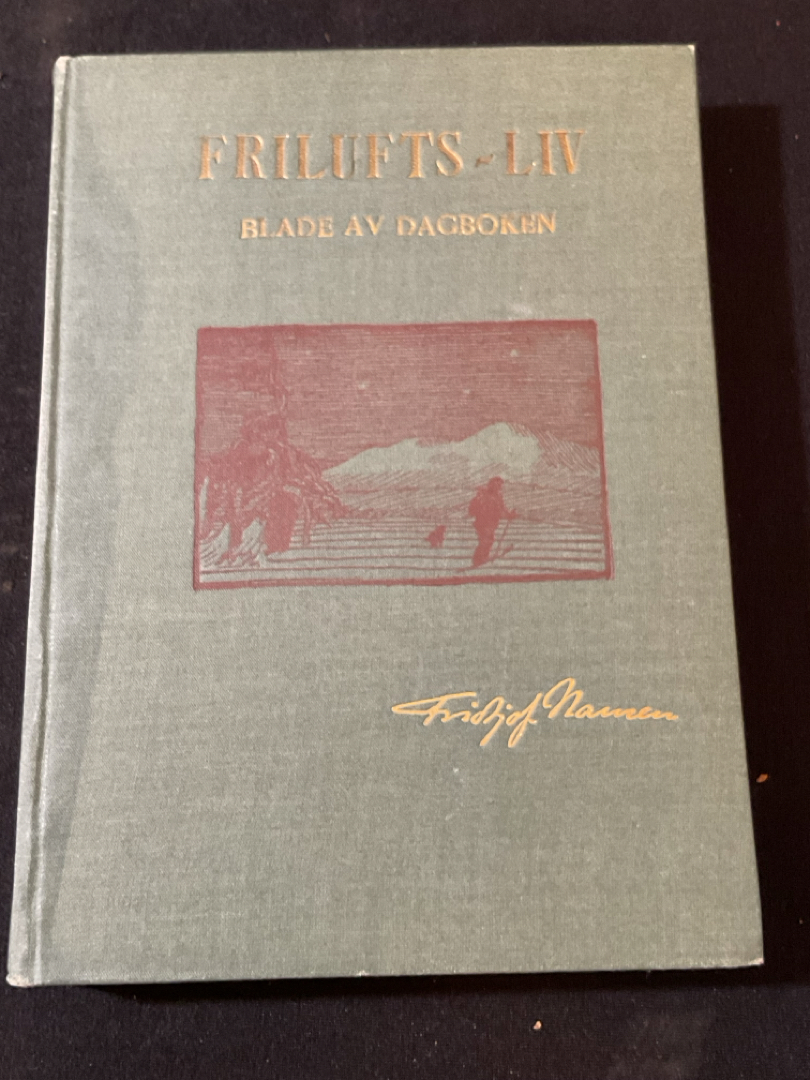 FRILUFTS-LIV
BLADE AV DAGBOKEN
Fridtjof Nansen